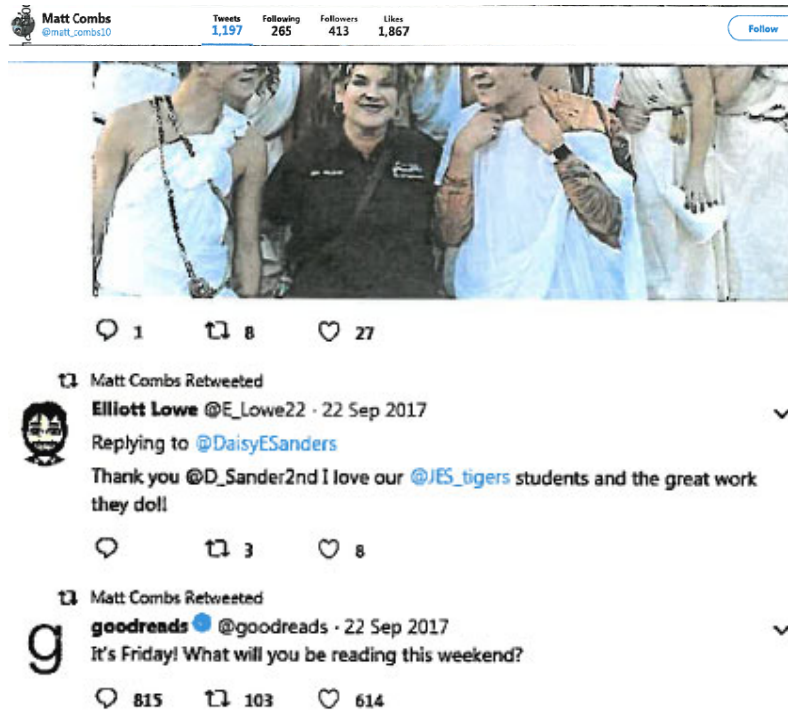 Matt Combs
@matt_combs10
Tweets Following Followers Likes
1,197 265 413 1,867
Follow
1 8 27
Matt Combs Retweeted
Elliott Lowe @E_Lowe22 · 22 Sep 2017
Replying to @DaisyESanders
Thank you @D_Sander2nd I love our @JES_tigers students and the great work
they do!!
3 8
Matt Combs Retweeted
goodreads @goodreads · 22 Sep 2017
It's Friday! What will you be reading this weekend?
815 103 614